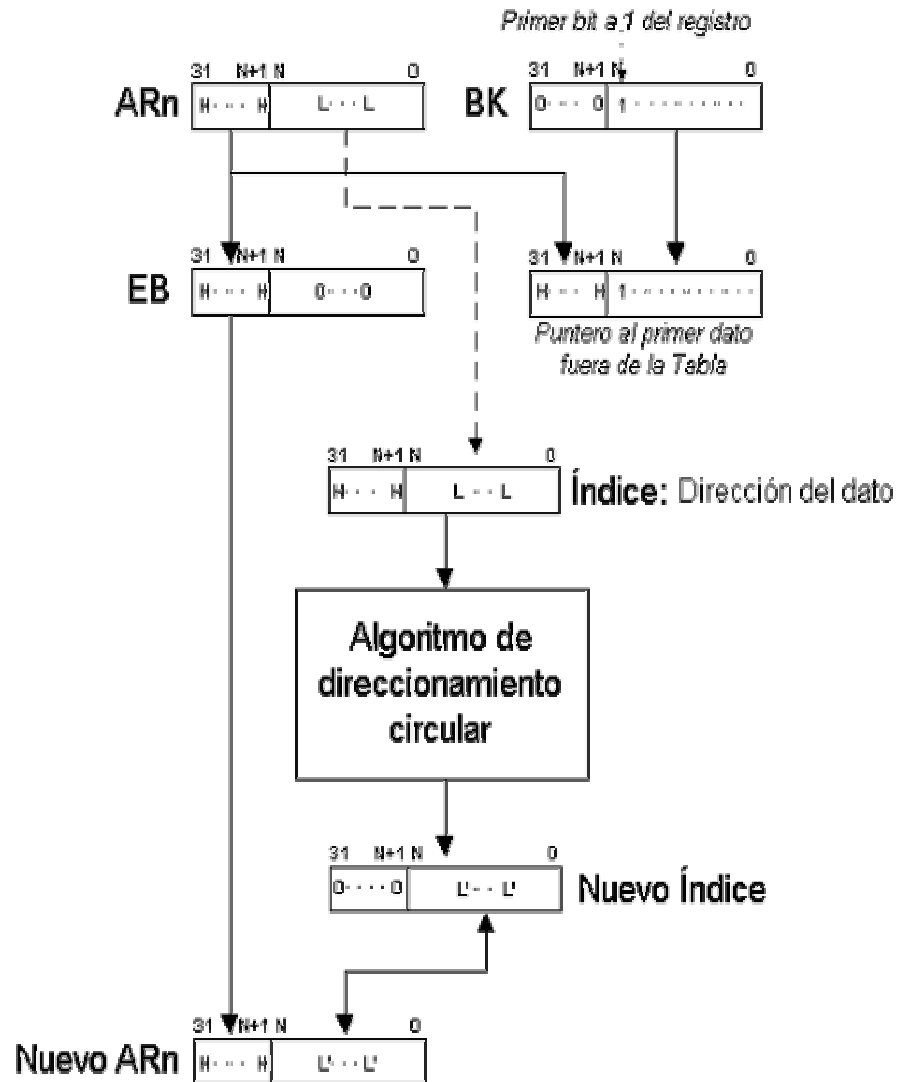 Primer bit a 1 del registro
31 N+1 N 0
31 N+1 N 0
ARn H···· H L···L
BK 0· · · 0 1 · · · · · · · · ·
31 N+1 N 0
31 N+1 N 0
EB H···· H 0···0
H· · · H 1 · · · · · · · · · ·
Puntero al primer dato
fuera de la Tabla
31 N+1 N 0
H· · · H L · · L Índice: Dirección del dato
Algoritmo de
direccionamiento
circular
31 N+1 N 0
0· · · ·0 L'· · L' Nuevo Índice
31 N+1 N 0
Nuevo ARn H· · · · H L'· · · L'